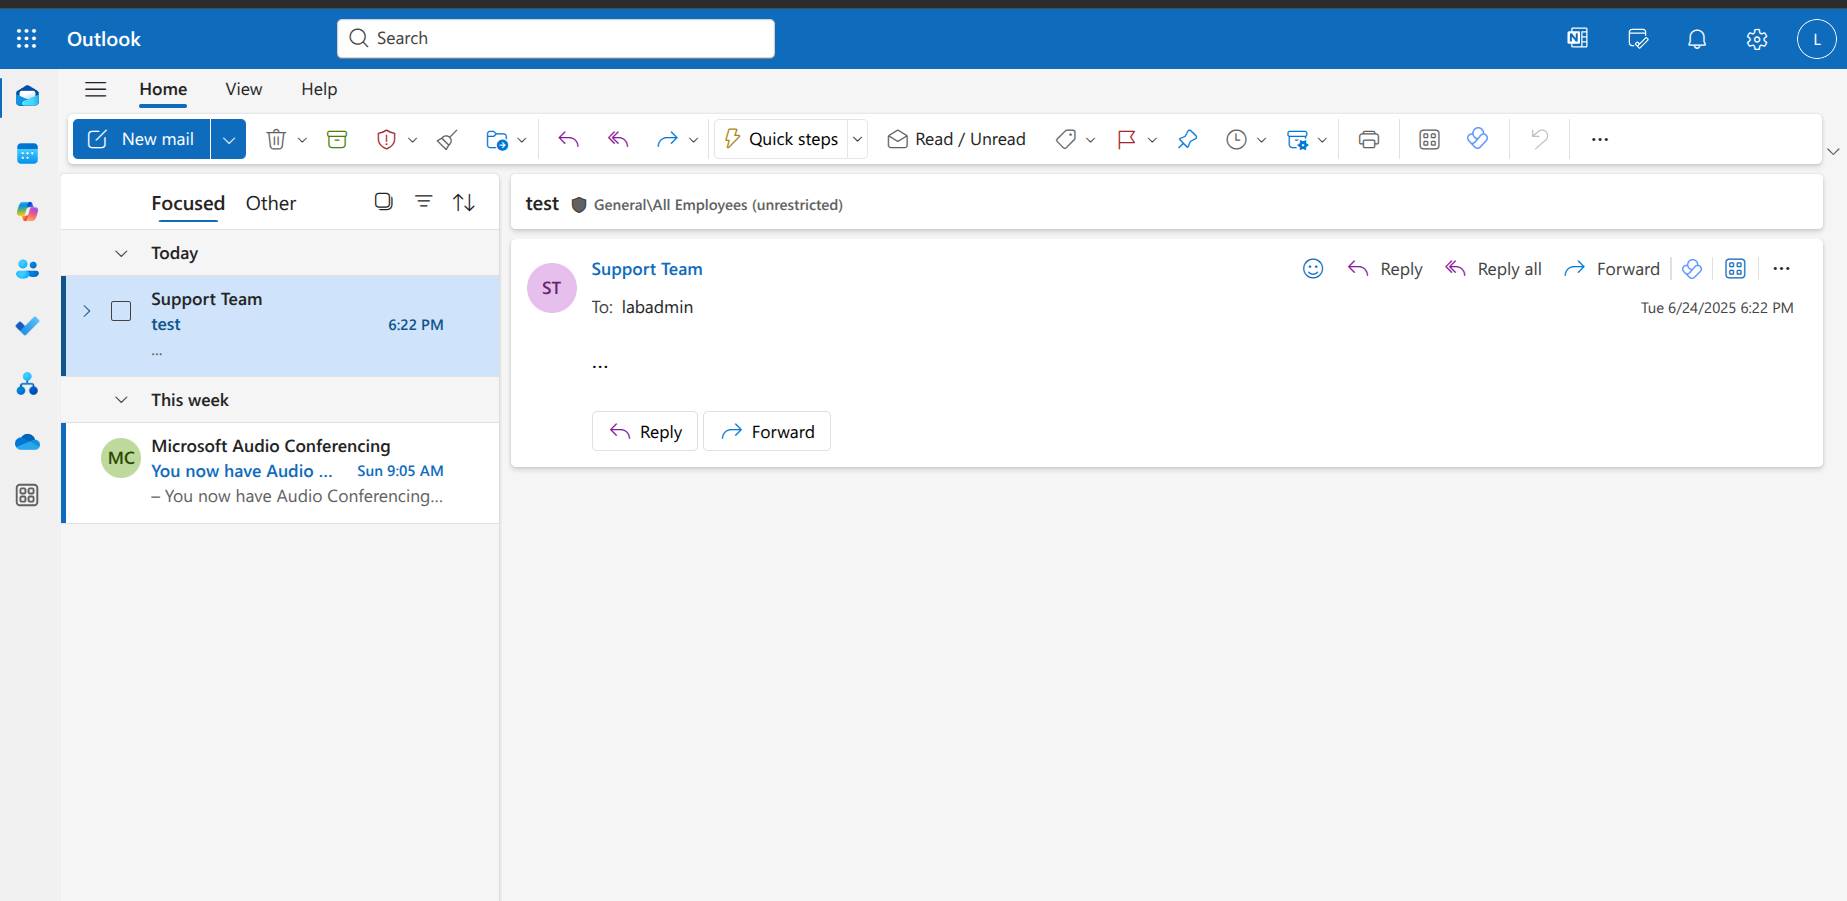 Outlook
Search
L
Home View Help
New mail
Quick steps
Read / Unread
...
Focused Other
Today
Support Team
test 6:22 PM
...
This week
MC
Microsoft Audio Conferencing
You now have Audio ... Sun 9:05 AM
– You now have Audio Conferencing...
test General\All Employees (unrestricted)
ST
Support Team
Reply Reply all Forward ...
To: labadmin
Tue 6/24/2025 6:22 PM
...
Reply Forward